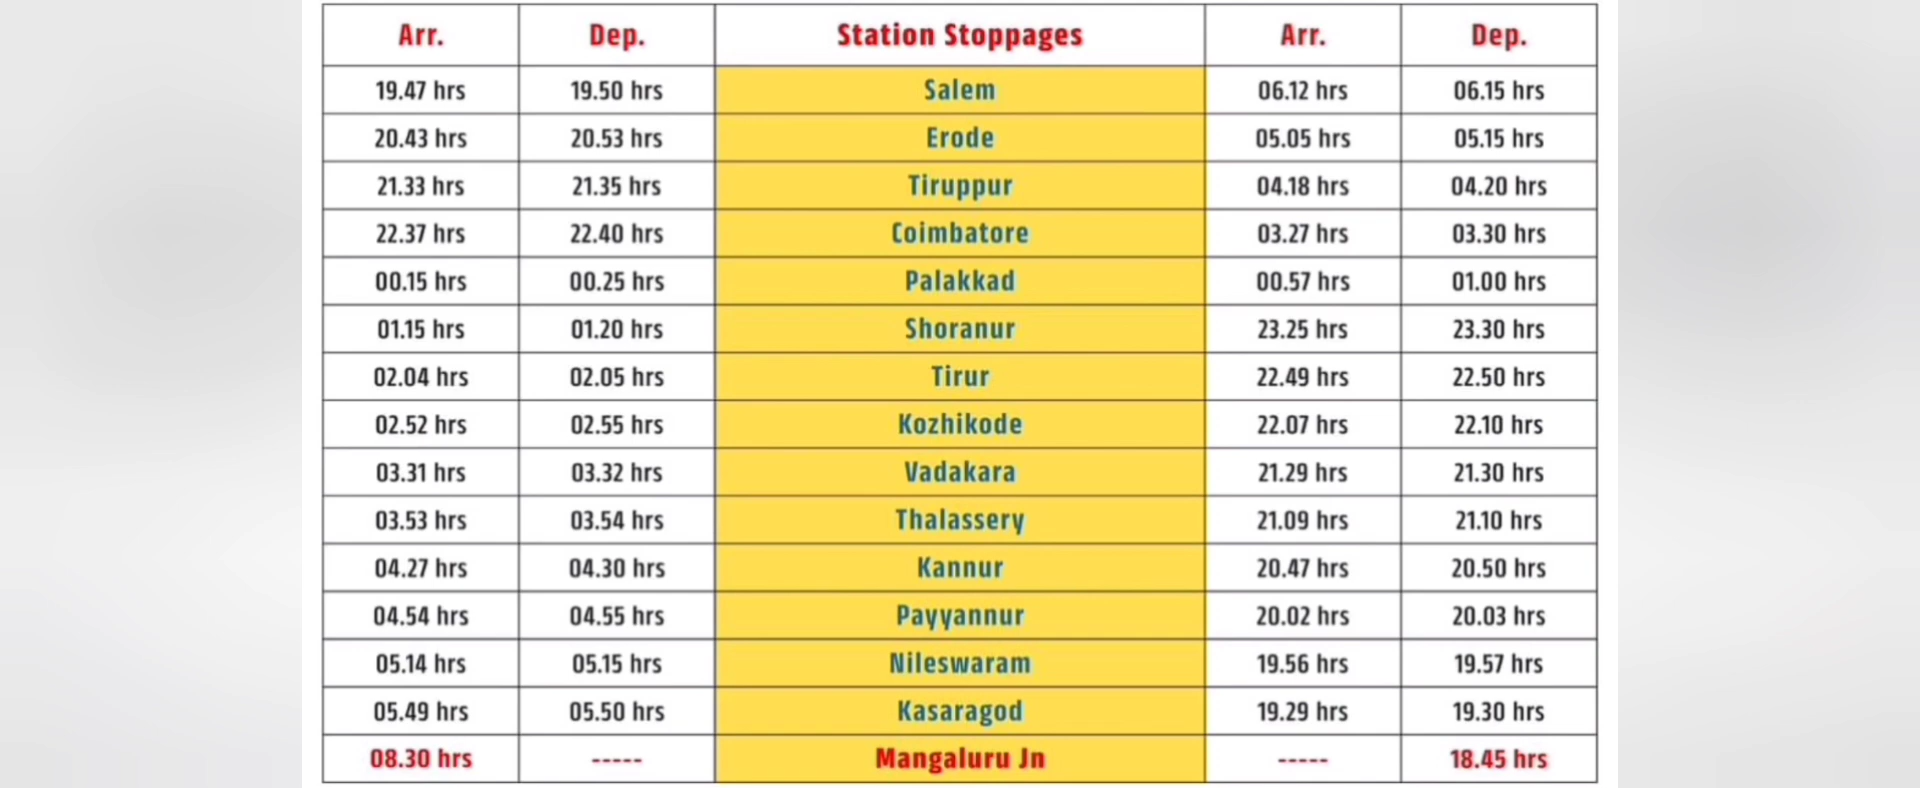 Arr. Dep. Station Stoppages Arr. Dep.
19.47 hrs 19.50 hrs Salem 06.12 hrs 06.15 hrs
20.43 hrs 20.53 hrs Erode 05.05 hrs 05.15 hrs
21.33 hrs 21.35 hrs Tiruppur 04.18 hrs 04.20 hrs
22.37 hrs 22.40 hrs Coimbatore 03.27 hrs 03.30 hrs
00.15 hrs 00.25 hrs Palakkad 00.57 hrs 01.00 hrs
01.15 hrs 01.20 hrs Shoranur 23.25 hrs 23.30 hrs
02.04 hrs 02.05 hrs Tirur 22.49 hrs 22.50 hrs
02.52 hrs 02.55 hrs Kozhikode 22.07 hrs 22.10 hrs
03.31 hrs 03.32 hrs Vadakara 21.29 hrs 21.30 hrs
03.53 hrs 03.54 hrs Thalassery 21.09 hrs 21.10 hrs
04.27 hrs 04.30 hrs Kannur 20.47 hrs 20.50 hrs
04.54 hrs 04.55 hrs Payyannur 20.02 hrs 20.03 hrs
05.14 hrs 05.15 hrs Nileswaram 19.56 hrs 19.57 hrs
05.49 hrs 05.50 hrs Kasaragod 19.29 hrs 19.30 hrs
08.30 hrs ----- Mangaluru Jn ----- 18.45 hrs